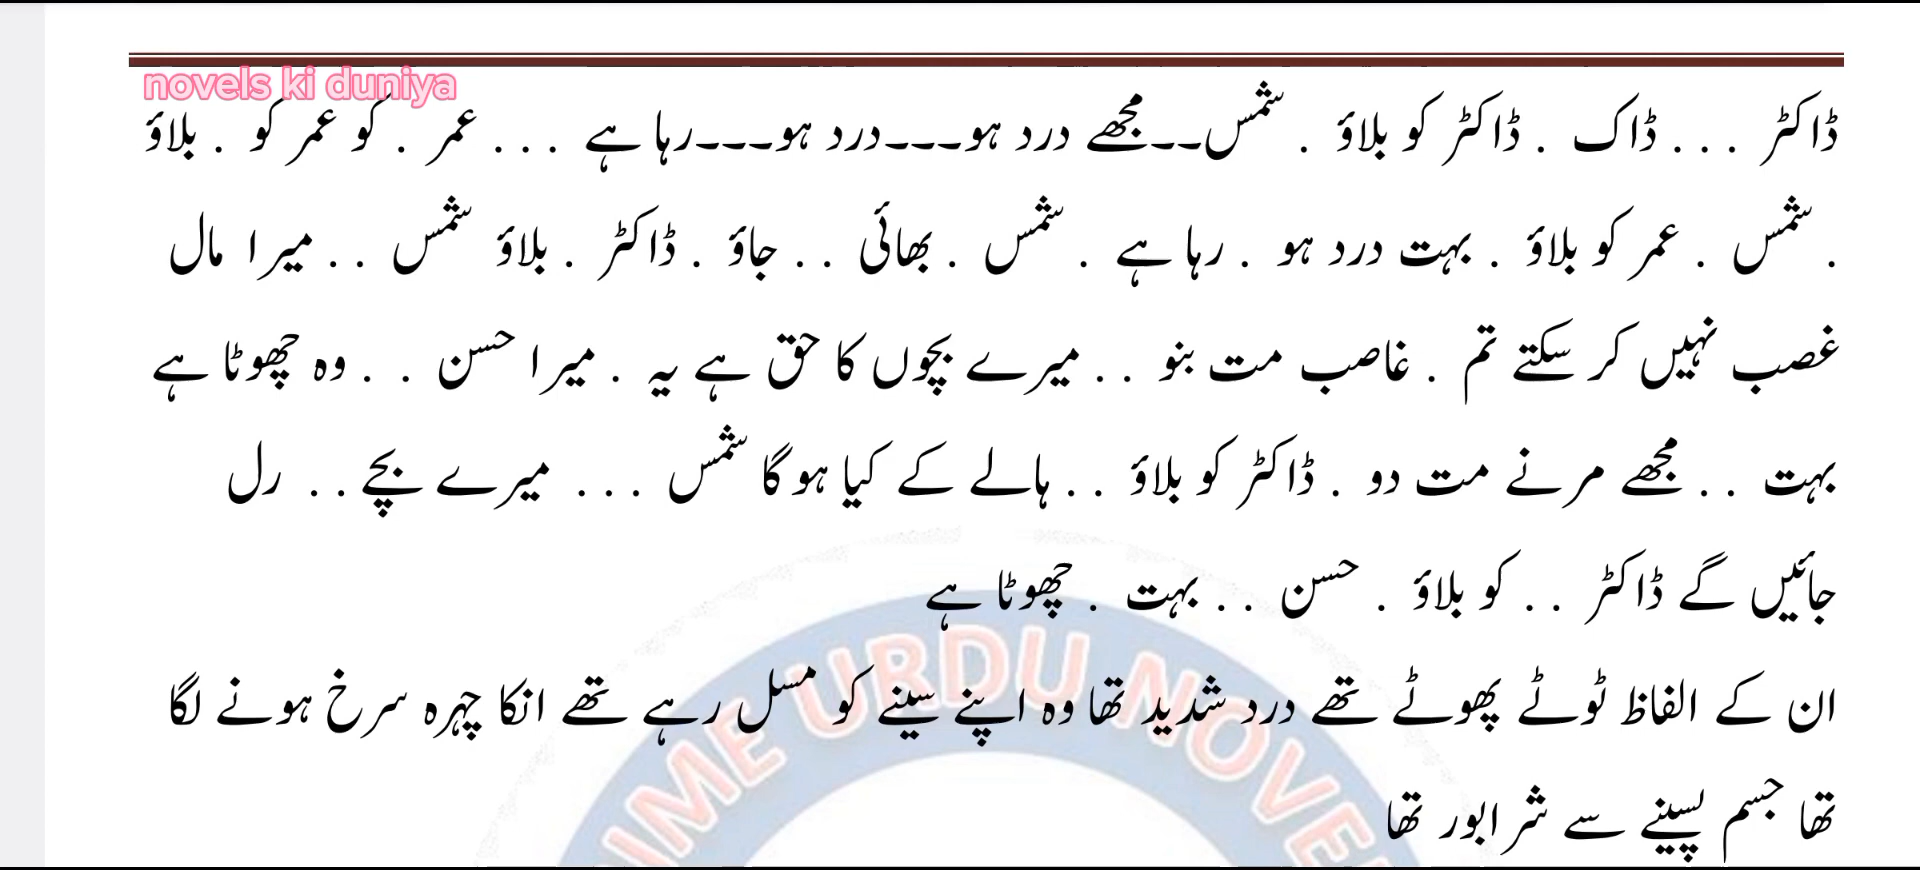 novels ki duniya
ڈاکٹر ... ڈاک . ڈاکٹر کو بلاؤ . شمس---مجھے درد ہو---درد ہو---رہا ہے ... عمر . کو عمر کو . بلاؤ
. شمس . عمر کو بلاؤ . بہت درد ہو . رہا ہے . شمس . بھائی .. جاؤ . ڈاکٹر . بلاؤ شمس .. میرا مال
غصب نہیں کر سکتے تم . غاصب مت بنو .. میرے بچوں کا حق ہے یہ . میرا حسن .. وہ چھوٹا ہے
بہت .. مجھے مرنے مت دو . ڈاکٹر کو بلاؤ .. ہالے کے کیا ہو گا شمس ... میرے بچے .. رل
جائیں گے ڈاکٹر .. کو بلاؤ . حسن .. بہت . چھوٹا ہے
ان کے الفاظ ٹوٹے پھوٹے تھے درد شدید تھا وہ اپنے سینے کو مسل رہے تھے انکا چہرہ سرخ ہونے لگا
تھا جسم پسینے سے شرابور تھا
IME URDU NOVE